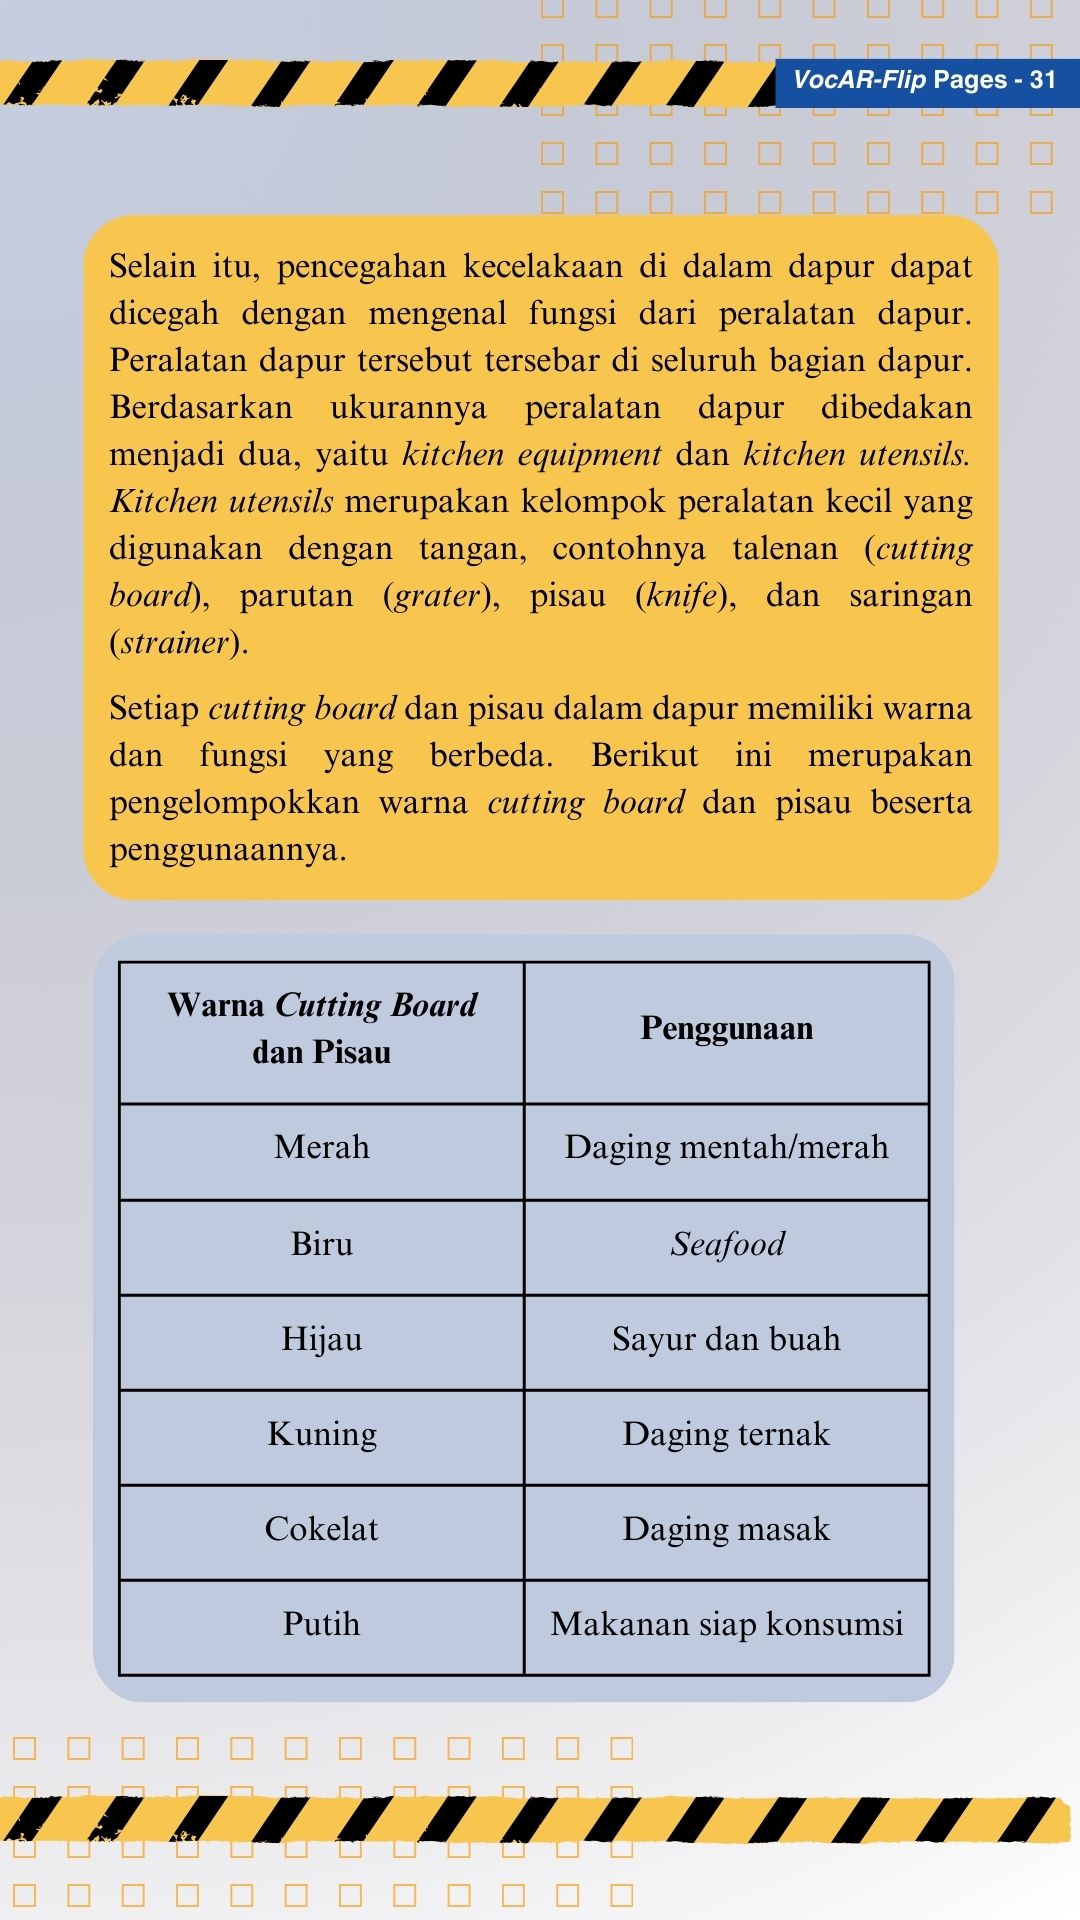 VocAR-Flip Pages - 31
Selain itu, pencegahan kecelakaan di dalam dapur dapat
dicegah dengan mengenal fungsi dari peralatan dapur.
Peralatan dapur tersebut tersebar di seluruh bagian dapur.
Berdasarkan ukurannya peralatan dapur dibedakan
menjadi dua, yaitu kitchen equipment dan kitchen utensils.
Kitchen utensils merupakan kelompok peralatan kecil yang
digunakan dengan tangan, contohnya talenan (cutting
board), parutan (grater), pisau (knife), dan saringan
(strainer).
Setiap cutting board dan pisau dalam dapur memiliki warna
dan fungsi yang berbeda. Berikut ini merupakan
pengelompokkan warna cutting board dan pisau beserta
penggunaannya.
Warna Cutting Board
dan Pisau
Penggunaan
Merah
Daging mentah/merah
Biru
Seafood
Hijau
Sayur dan buah
Kuning
Daging ternak
Cokelat
Daging masak
Putih
Makanan siap konsumsi